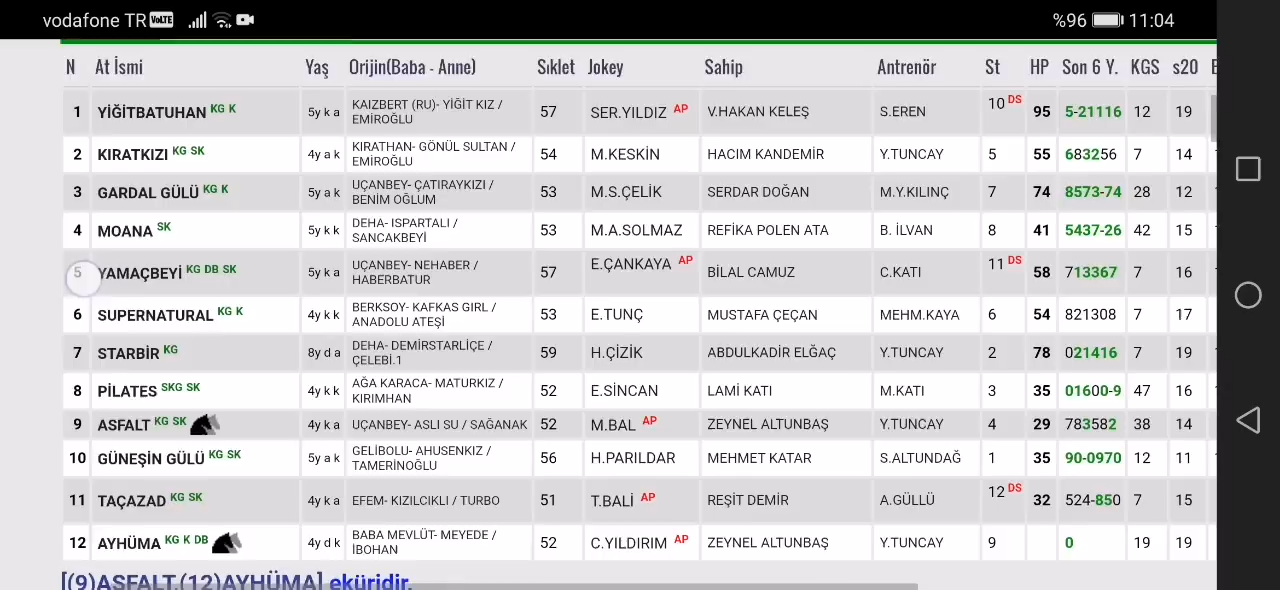 vodafone TR VoLTE %96 11:04
N At İsmi Yaş Orijin(Baba - Anne) Sıklet Jokey Sahip Antrenör St HP Son 6 Y. KGS s20
1 YİĞİTBATUHAN KG K 5y k a KAIZBERT (RU)- YİĞİT KIZ / EMİROĞLU 57 SER.YILDIZ AP V.HAKAN KELEŞ S.EREN 10 DS 95 5-21116 12 19
2 KIRATKIZI KG SK 4y a k KIRATHAN- GÖNÜL SULTAN / EMİROĞLU 54 M.KESKİN HACIM KANDEMİR Y.TUNCAY 5 55 683256 7 14
3 GARDAL GÜLÜ KG K 5y a k UÇANBEY- ÇATIRAYKIZI / BENİM OĞLUM 53 M.S.ÇELİK SERDAR DOĞAN M.Y.KILINÇ 7 74 8573-74 28 12
4 MOANA SK 5y k k DEHA- ISPARTALI / SANCAKBEYİ 53 M.A.SOLMAZ REFİKA POLEN ATA B. İLVAN 8 41 5437-26 42 15
5 YAMAÇBEYİ KG DB SK 5y k a UÇANBEY- NEHABER / HABERBATUR 57 E.ÇANKAYA AP BİLAL CAMUZ C.KATI 11 DS 58 713367 7 16
6 SUPERNATURAL KG K 4y k k BERKSOY- KAFKAS GIRL / ANADOLU ATEŞİ 53 E.TUNÇ MUSTAFA ÇEÇAN MEHM.KAYA 6 54 821308 7 17
7 STARBİR KG 8y d a DEHA- DEMİRSTARLİÇE / ÇELEBİ.1 59 H.ÇİZİK ABDULKADİR ELĞAÇ Y.TUNCAY 2 78 021416 7 19
8 PİLATES SKG SK 4y k k AĞA KARACA- MATURKIZ / KIRIMHAN 52 E.SİNCAN LAMİ KATI M.KATI 3 35 01600-9 47 16
9 ASFALT KG SK 4y k a UÇANBEY- ASLI SU / SAĞANAK 52 M.BAL AP ZEYNEL ALTUNBAŞ Y.TUNCAY 4 29 783582 38 14
10 GÜNEŞİN GÜLÜ KG SK 5y a k GELİBOLU- AHUSENKIZ / TAMERİNOĞLU 56 H.PARILDAR MEHMET KATAR S.ALTUNDAĞ 1 35 90-0970 12 11
11 TAÇAZAD KG SK 4y k a EFEM- KIZILCIKLI / TURBO 51 T.BALİ AP REŞİT DEMİR A.GÜLLÜ 12 DS 32 524-850 7 15
12 AYHÜMA KG K DB 4y d k BABA MEVLÜT- MEYEDE / İBOHAN 52 C.YILDIRIM AP ZEYNEL ALTUNBAŞ Y.TUNCAY 9 0 19 19
[(9)ASFALT,(12)AYHÜMA] eküridir.